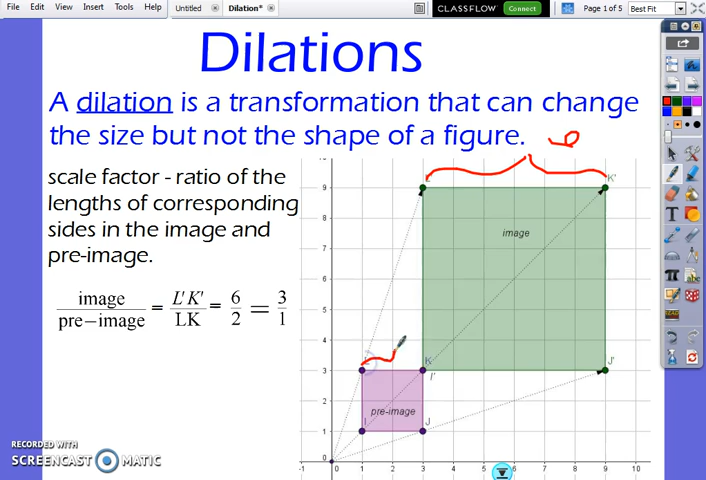 File Edit View Insert Tools Help Untitled Dilation* CLASSFLOW Connect Page 1 of 5 Best Fit
Dilations
A dilation is a transformation that can change
the size but not the shape of a figure.
scale factor - ratio of the
lengths of corresponding
sides in the image and
pre-image.
image
pre-image
= L'K' / LK = 6/2 = 3/1
9 K'
8
image
7
6
5
4
3 K I' J'
2
pre-image
1 I J
-1 0 1 2 3 4 5 6 7 8 9 10
RECORDED WITH
SCREENCAST MATIC